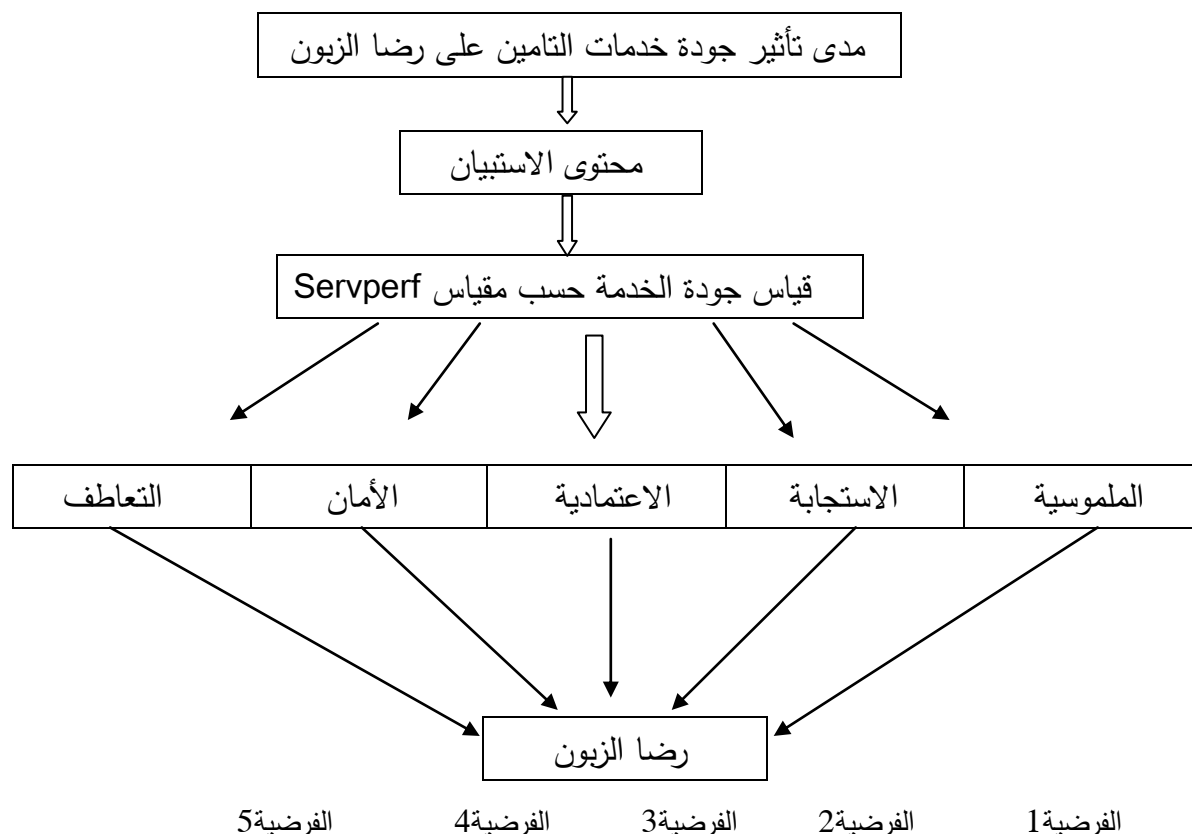 مدى تأثير جودة خدمات التامين على رضا الزبون
محتوى الاستبيان
قياس جودة الخدمة حسب مقياس Servperf
الملموسية الاستجابة الاعتمادية الأمان التعاطف
رضا الزبون
الفرضية1 الفرضية2 الفرضية3 الفرضية4 الفرضية5